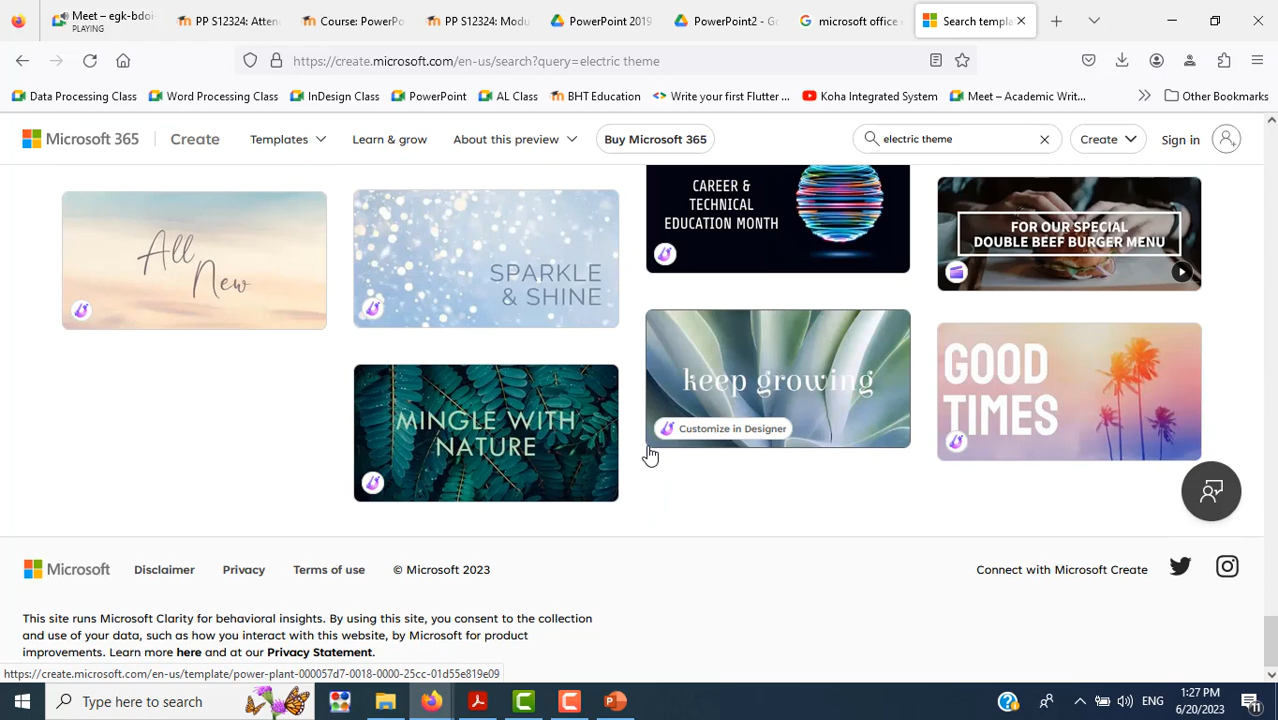 Meet – egk-bdoi
PLAYING
PP S12324: Atten
Course: PowerPo
PP S12324: Modu
PowerPoint 2019
PowerPoint2 - Go
microsoft office
Search templa
https://create.microsoft.com/en-us/search?query=electric theme
Data Processing Class
Word Processing Class
InDesign Class
PowerPoint
AL Class
BHT Education
Write your first Flutter ...
Koha Integrated System
Meet – Academic Writ...
Other Bookmarks
Microsoft 365
Create
Templates
Learn & grow
About this preview
Buy Microsoft 365
electric theme
Create
Sign in
All
New
SPARKLE
& SHINE
CAREER &
TECHNICAL
EDUCATION MONTH
FOR OUR SPECIAL
DOUBLE BEEF BURGER MENU
MINGLE WITH
NATURE
keep growing
Customize in Designer
GOOD
TIMES
Microsoft
Disclaimer
Privacy
Terms of use
© Microsoft 2023
Connect with Microsoft Create
This site runs Microsoft Clarity for behavioral insights. By using this site, you consent to the collection
and use of your data, such as how you interact with this website, by Microsoft for product
improvements. Learn more here and at our Privacy Statement.
https://create.microsoft.com/en-us/template/power-plant-000057d7-0018-0000-25cc-01d55e819e09
Type here to search
ENG
1:27 PM
6/20/2023
11